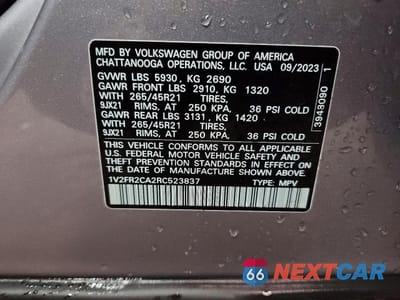 MFD BY VOLKSWAGEN GROUP OF AMERICA
CHATTANOOGA OPERATIONS, LLC. USA 09/2023
GVWR LBS 5930, KG 2690
GAWR FRONT LBS 2910, KG 1320
WITH 265/45R21 TIRES,
9JX21 RIMS, AT 250 KPA. 36 PSI COLD
GAWR REAR LBS 3131, KG 1420
WITH 265/45R21 TIRES,
9JX21 RIMS, AT 250 KPA. 36 PSI COLD
THIS VEHICLE CONFORMS TO ALL APPLICABLE
U.S. FEDERAL MOTOR VEHICLE SAFETY AND
THEFT PREVENTION STANDARDS IN EFFECT ON
THE DATE OF MANUFACTURE SHOWN ABOVE.
1V2FR2CA2RC523837 TYPE: MPV
3948090 1
66 NEXTCAR